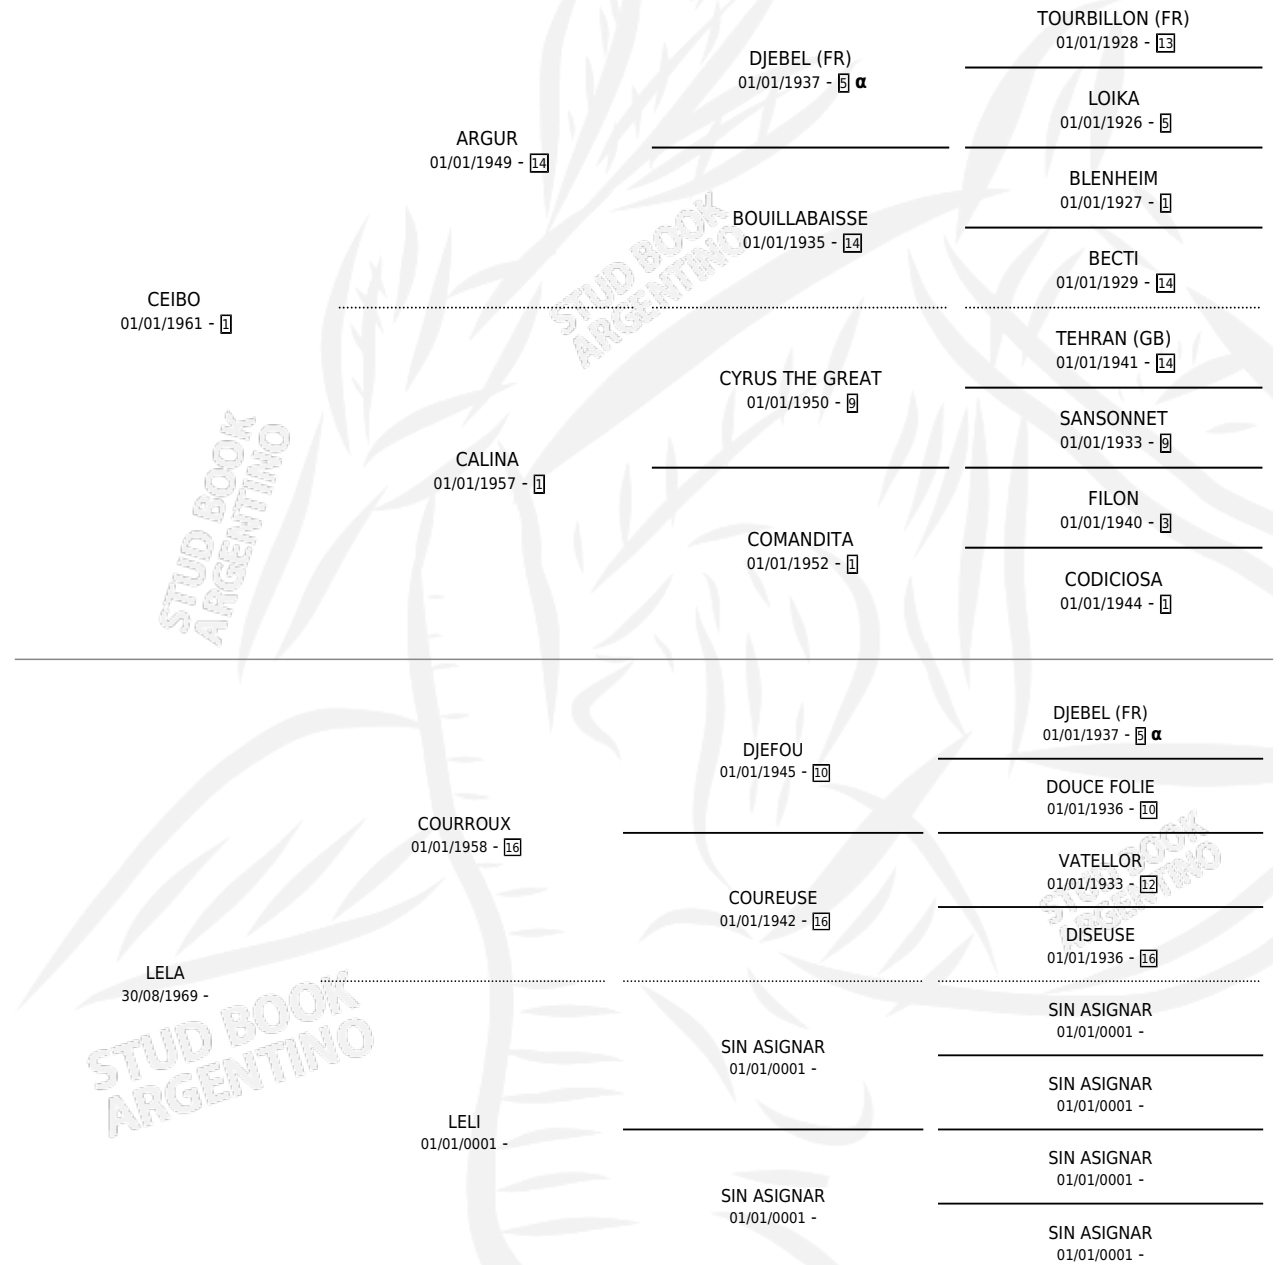 TOURBILLON (FR)
01/01/1928 - 13
DJEBEL (FR)
01/01/1937 - 5 α
LOIKA
01/01/1926 - 5
ARGUR
01/01/1949 - 14
BLENHEIM
01/01/1927 - 1
BOUILLABAISSE
01/01/1935 - 14
BECTI
01/01/1929 - 14
CEIBO
01/01/1961 - 1
STUD BOOK
ARGENTINO
TEHRAN (GB)
01/01/1941 - 14
CYRUS THE GREAT
01/01/1950 - 9
SANSONNET
01/01/1933 - 9
CALINA
01/01/1957 - 1
FILON
01/01/1940 - 3
COMANDITA
01/01/1952 - 1
CODICIOSA
01/01/1944 - 1
STUD BOOK
ARGENTINO
DJEBEL (FR)
01/01/1937 - 5 α
DJEFOU
01/01/1945 - 10
DOUCE FOLIE
01/01/1936 - 10
COURROUX
01/01/1958 - 16
VATELLOR
01/01/1933 - 12
COUREUSE
01/01/1942 - 16
DISEUSE
01/01/1936 - 16
STUD BOOK
ARGENTINO
LELA
30/08/1969 -
STUD BOOK
ARGENTINO
SIN ASIGNAR
01/01/0001 -
SIN ASIGNAR
01/01/0001 -
SIN ASIGNAR
01/01/0001 -
LELI
01/01/0001 -
SIN ASIGNAR
01/01/0001 -
SIN ASIGNAR
01/01/0001 -
SIN ASIGNAR
01/01/0001 -